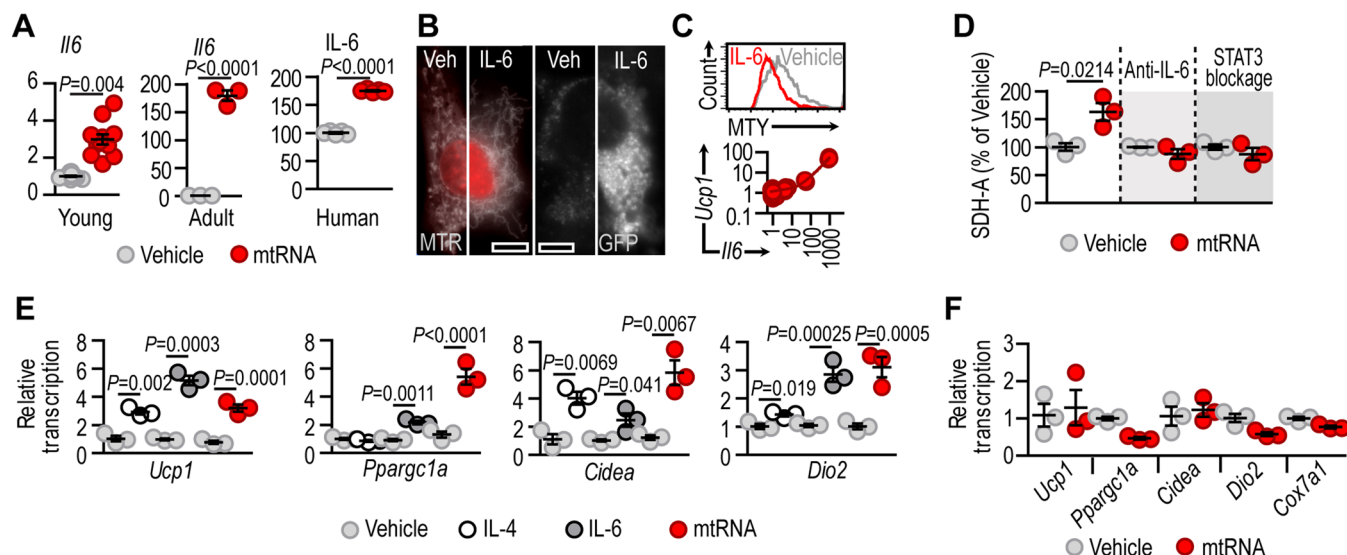 A
Il6
P=0.004
6
4
2
0
Young
Il6
P<0.0001
200
150
100
50
0
Adult
IL-6
P<0.0001
200
150
100
50
0
Human
Vehicle
mtRNA
B
Veh
IL-6
Veh
IL-6
MTR
GFP
C
IL-6
Vehicle
Count
MTY
Ucp1
100
10
1
0.1
Il6
1
10
100
1000
D
SDH-A (% of Vehicle)
200
150
100
50
0
P=0.0214
Anti-IL-6
STAT3
blockage
Vehicle
mtRNA
E
Relative
transcription
8
6
4
2
0
P=0.002
P=0.0003
P=0.0001
Ucp1
8
6
4
2
0
P<0.0001
P=0.0011
Ppargc1a
8
6
4
2
0
P=0.0069
P=0.041
P=0.0067
Cidea
4
3
2
1
0
P=0.019
P=0.00025
P=0.0005
Dio2
Vehicle
IL-4
IL-6
mtRNA
F
Relative
transcription
3
2
1
0
Ucp1
Ppargc1a
Cidea
Dio2
Cox7a1
Vehicle
mtRNA